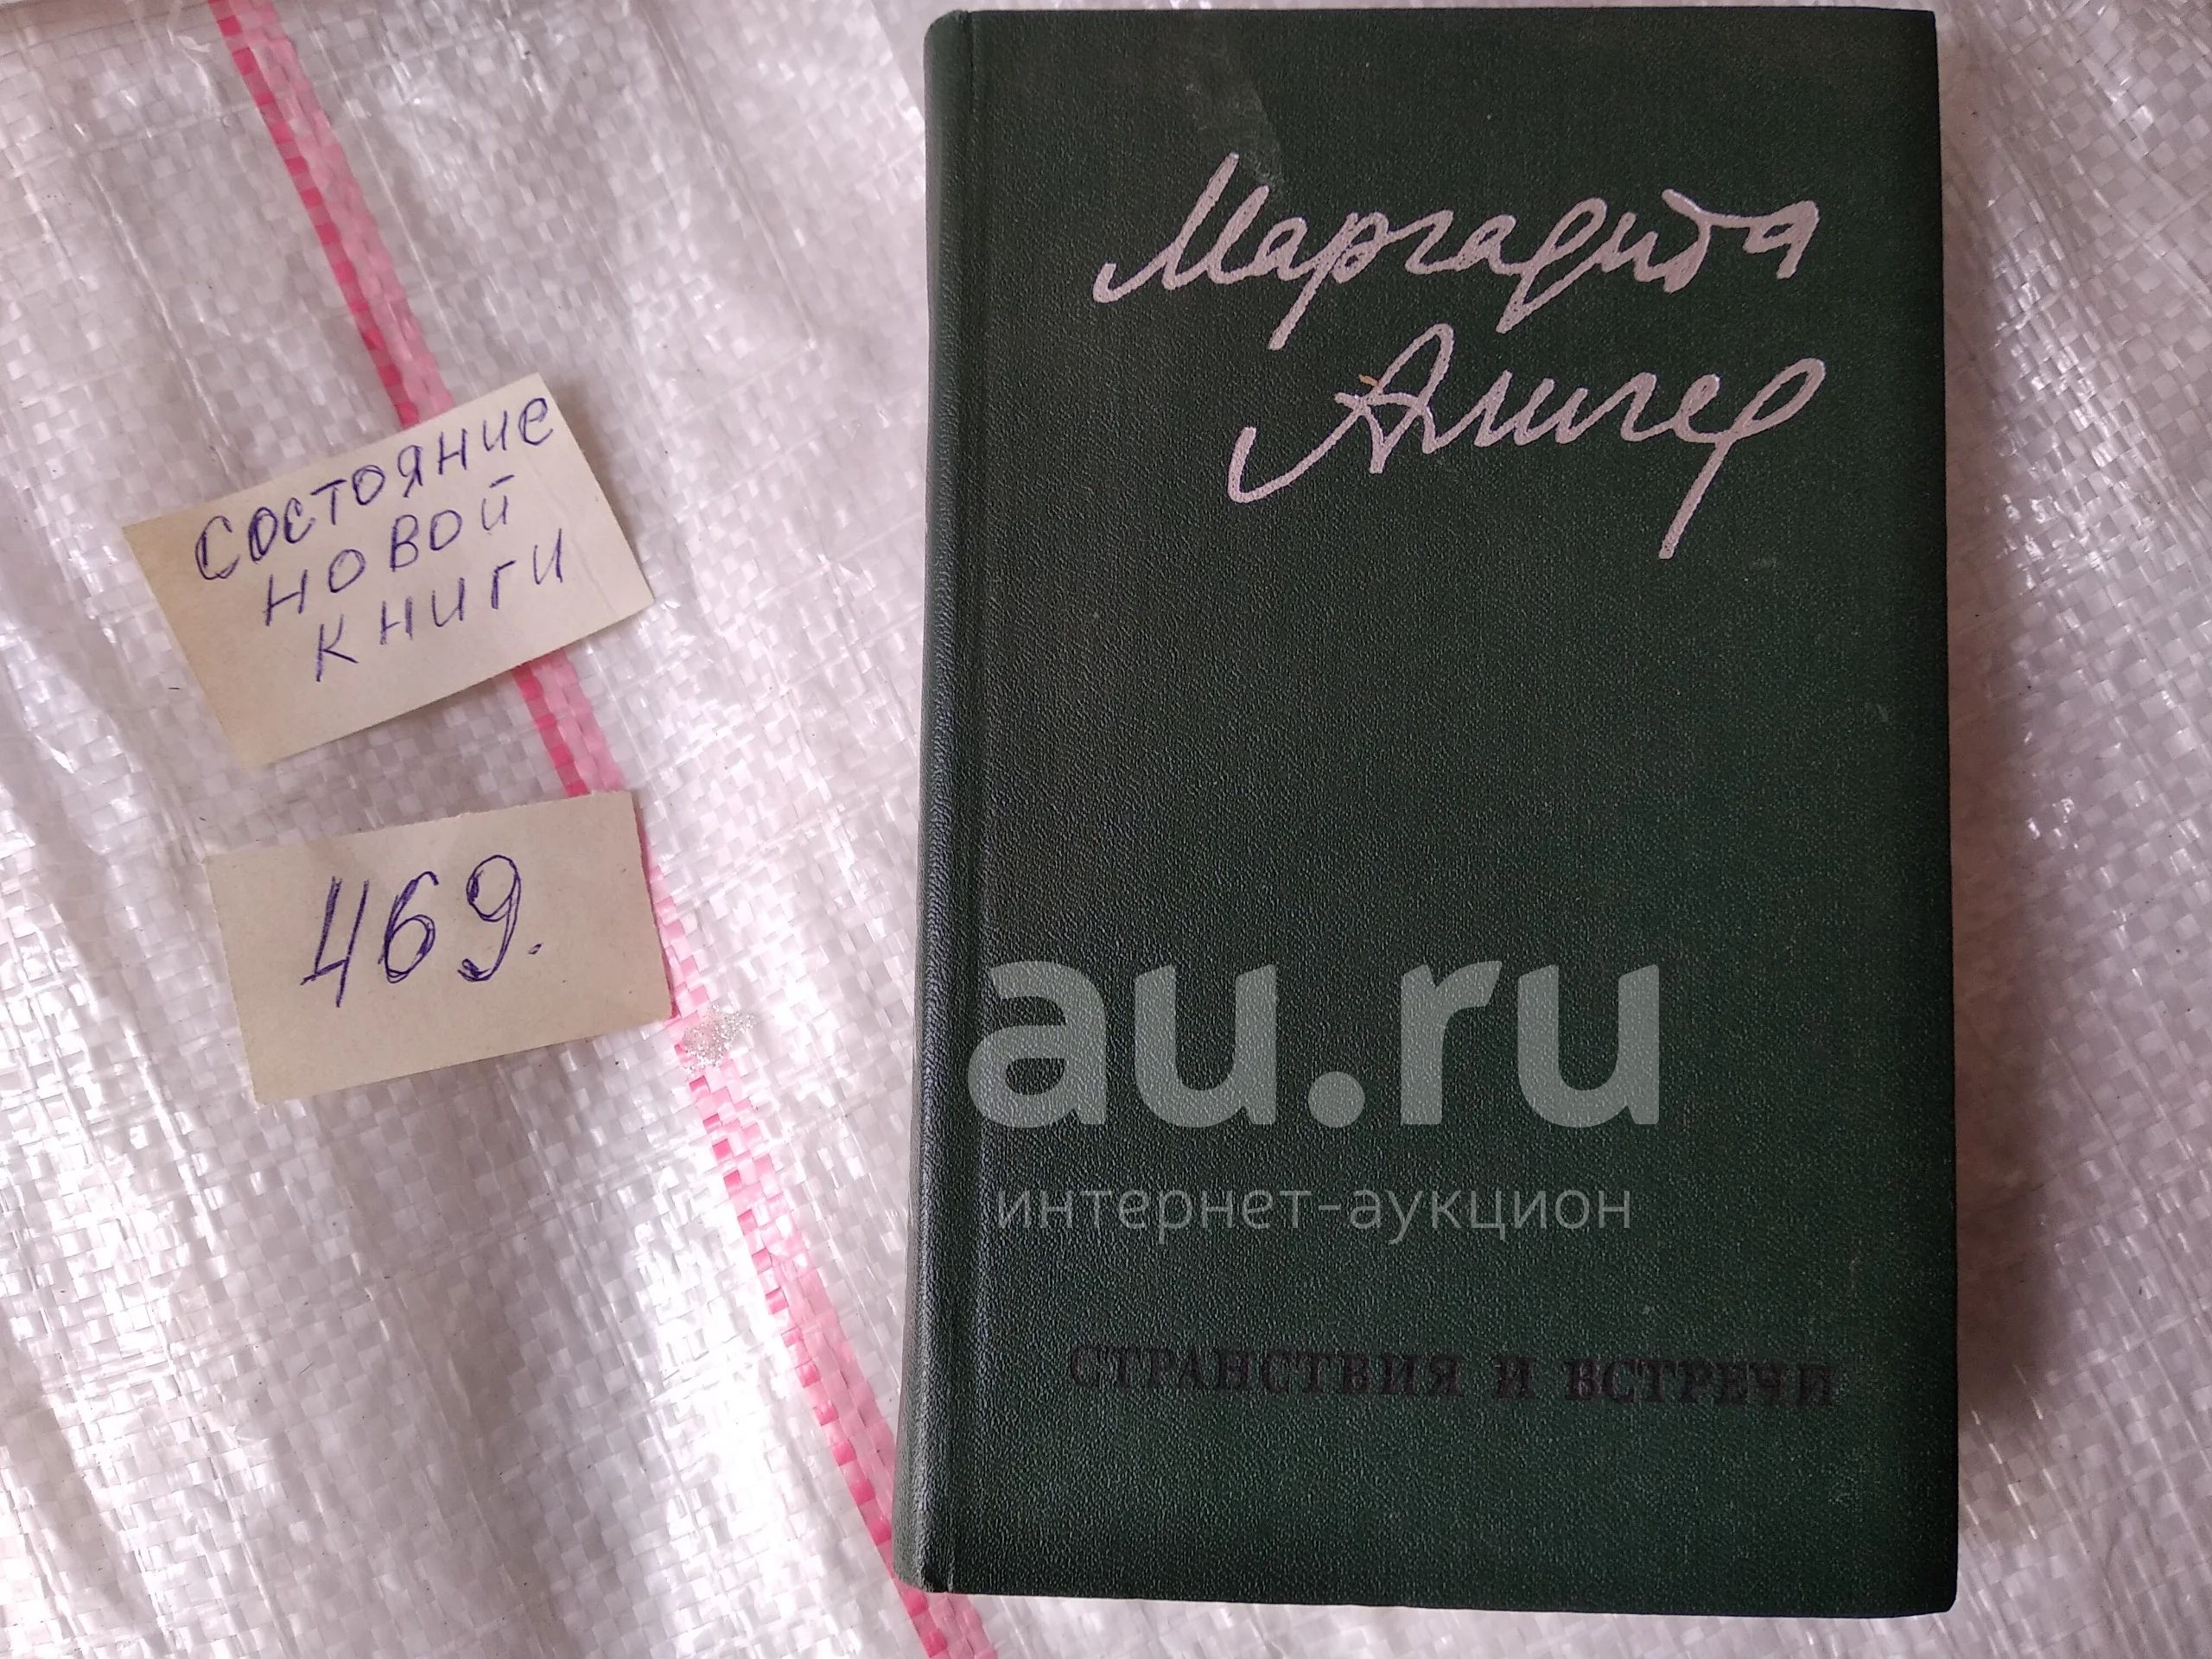 СОСТОЯНИЕ
НОВОЙ
КНИГИ
469.
Маргарита
Алигер
au.ru
интернет-аукцион
СТРАНСТВИЯ И ВСТРЕЧИ